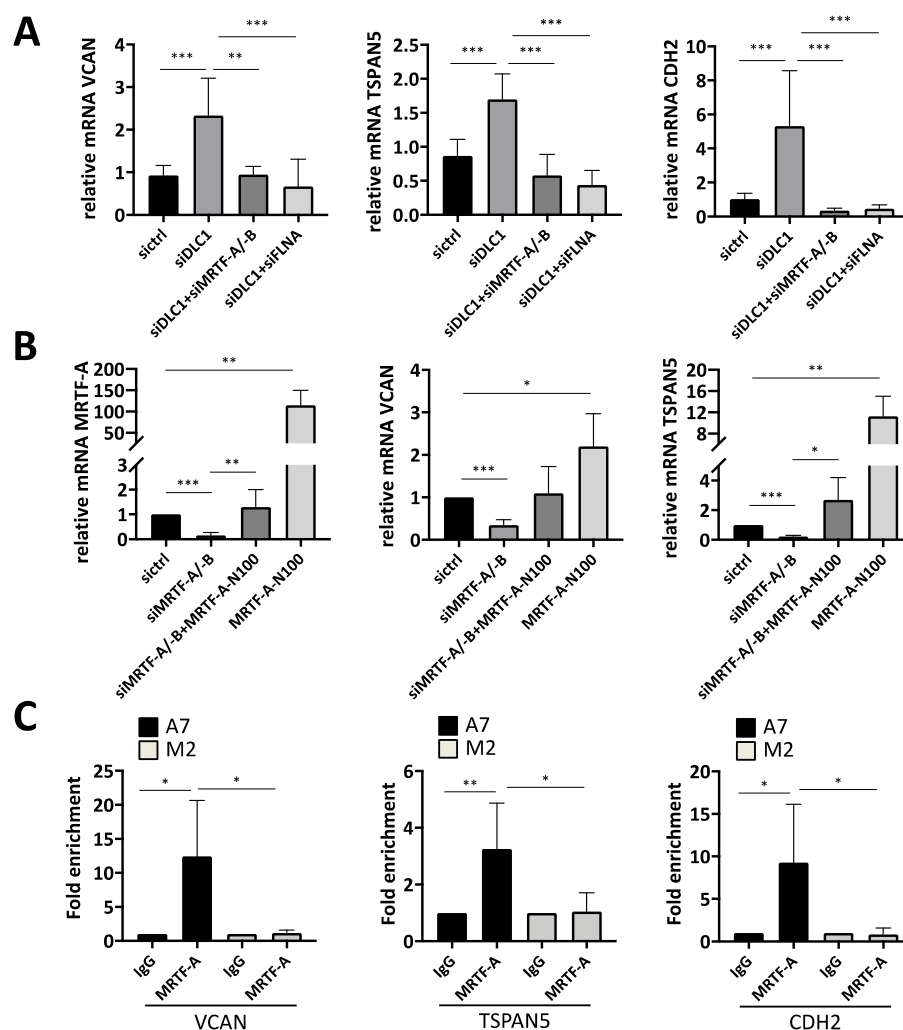 A
relative mRNA VCAN
4
3
2
1
0
***
**
***
sictrl
siDLC1
siDLC1+siMRTF-A/-B
siDLC1+siFLNA
relative mRNA TSPAN5
2.5
2.0
1.5
1.0
0.5
0.0
***
***
***
sictrl
siDLC1
siDLC1+siMRTF-A/-B
siDLC1+siFLNA
relative mRNA CDH2
10
8
6
4
2
0
***
***
***
sictrl
siDLC1
siDLC1+siMRTF-A/-B
siDLC1+siFLNA
B
relative mRNA MRTF-A
200
150
100
50
3
2
1
0
**
***
**
sictrl
siMRTF-A/-B
siMRTF-A/-B+MRTF-A-N100
MRTF-A-N100
relative mRNA VCAN
4
3
2
1
0
*
***
sictrl
siMRTF-A/-B
siMRTF-A/-B+MRTF-A-N100
MRTF-A-N100
relative mRNA TSPAN5
20
16
12
8
4
2
0
**
*
***
sictrl
siMRTF-A/-B
siMRTF-A/-B+MRTF-A-N100
MRTF-A-N100
C
A7
M2
Fold enrichment
25
20
15
10
5
0
*
*
IgG
MRTF-A
IgG
MRTF-A
VCAN
A7
M2
Fold enrichment
6
4
2
0
**
*
IgG
MRTF-A
IgG
MRTF-A
TSPAN5
A7
M2
Fold enrichment
20
15
10
5
0
*
*
IgG
MRTF-A
IgG
MRTF-A
CDH2